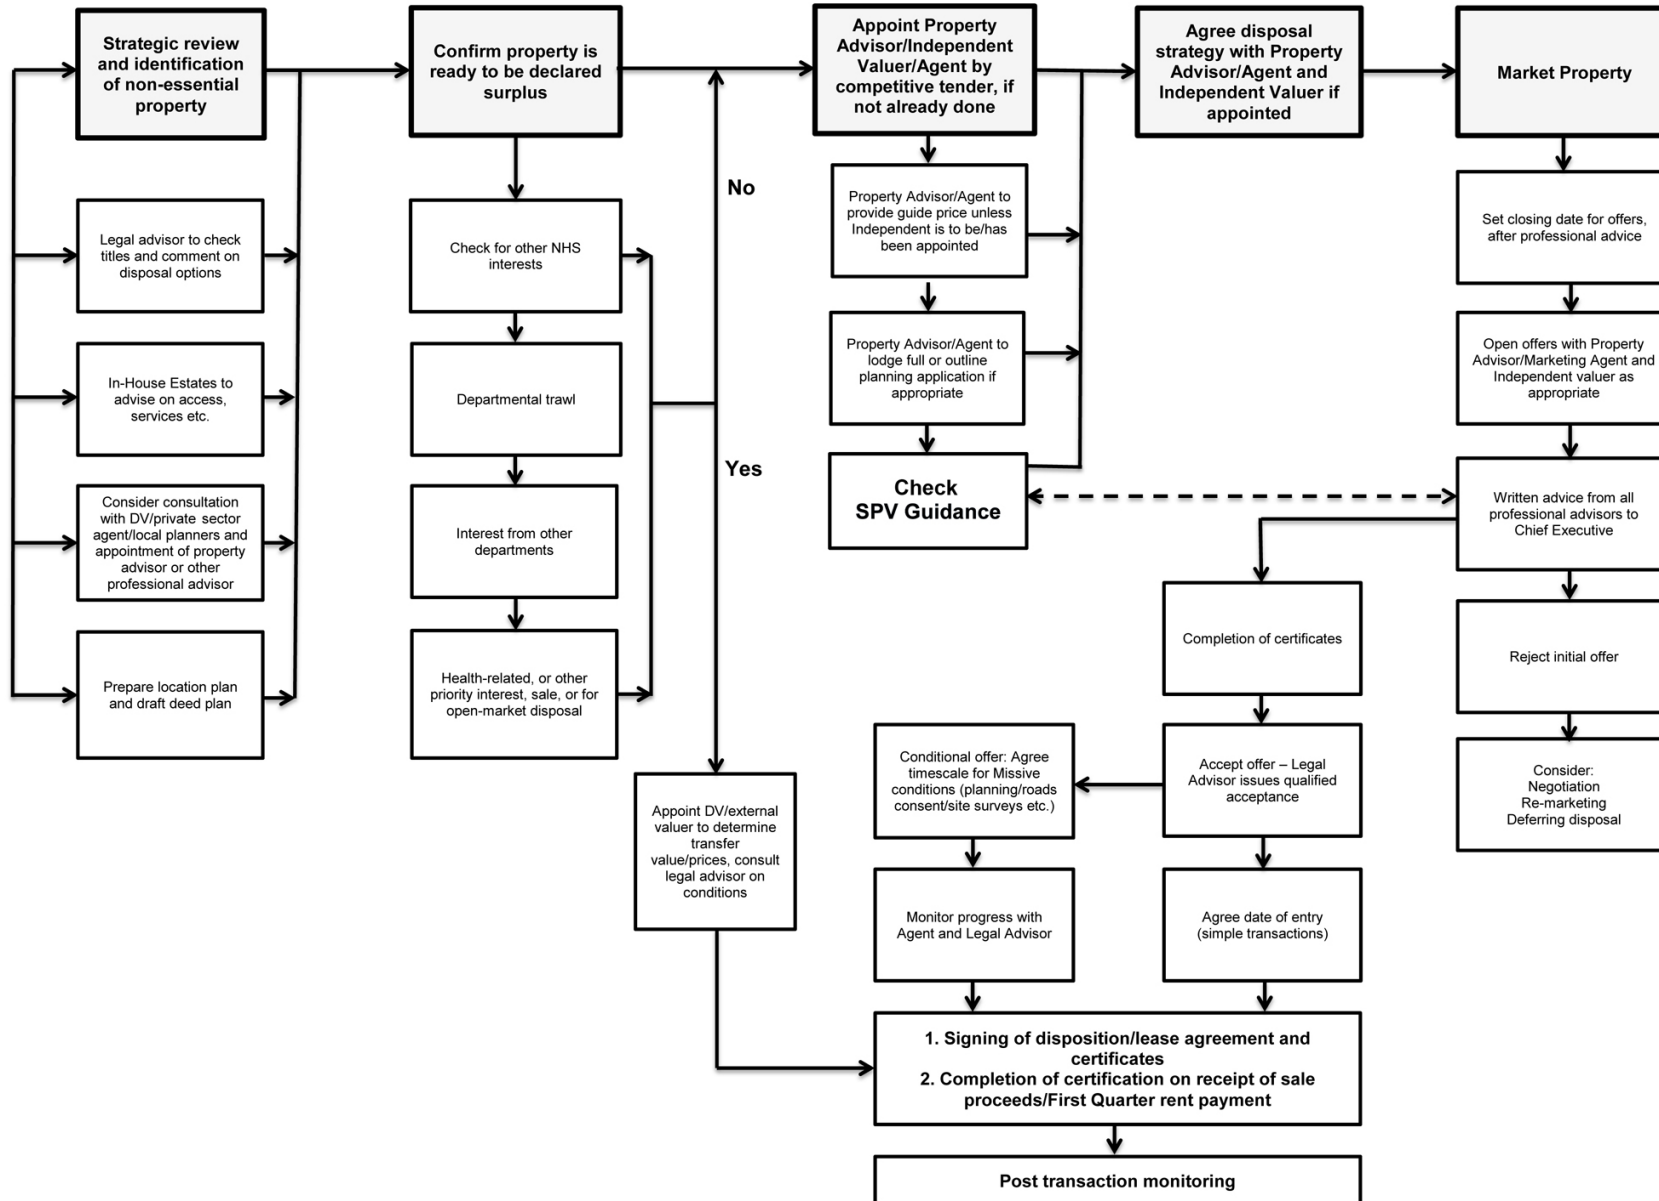 Strategic review
and identification
of non-essential
property
Legal advisor to check
titles and comment on
disposal options
In-House Estates to
advise on access,
services etc.
Consider consultation
with DV/private sector
agent/local planners and
appointment of property
advisor or other
professional advisor
Prepare location plan
and draft deed plan
Confirm property is
ready to be declared
surplus
Check for other NHS
interests
Departmental trawl
Interest from other
departments
Health-related, or other
priority interest, sale, or for
open-market disposal
No
Yes
Appoint DV/external
valuer to determine
transfer
value/prices, consult
legal advisor on
conditions
Appoint Property
Advisor/Independent
Valuer/Agent by
competitive tender, if
not already done
Property Advisor/Agent to
provide guide price unless
Independent is to be/has
been appointed
Property Advisor/Agent to
lodge full or outline
planning application if
appropriate
Check
SPV Guidance
Agree disposal
strategy with Property
Advisor/Agent and
Independent Valuer if
appointed
Market Property
Set closing date for offers,
after professional advice
Open offers with Property
Advisor/Marketing Agent and
Independent valuer as
appropriate
Written advice from all
professional advisors to
Chief Executive
Reject initial offer
Consider:
Negotiation
Re-marketing
Deferring disposal
Completion of certificates
Accept offer – Legal
Advisor issues qualified
acceptance
Conditional offer: Agree
timescale for Missive
conditions (planning/roads
consent/site surveys etc.)
Monitor progress with
Agent and Legal Advisor
Agree date of entry
(simple transactions)
1. Signing of disposition/lease agreement and
certificates
2. Completion of certification on receipt of sale
proceeds/First Quarter rent payment
Post transaction monitoring